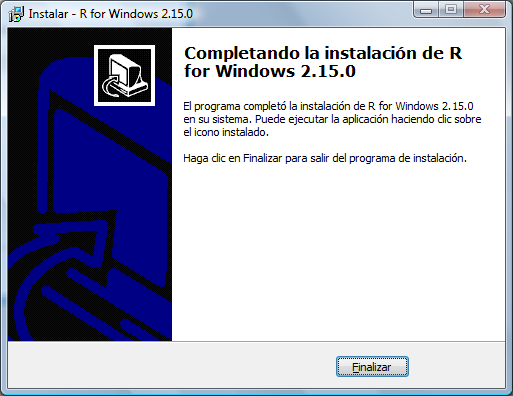 Instalar - R for Windows 2.15.0
Completando la instalación de R
for Windows 2.15.0
El programa completó la instalación de R for Windows 2.15.0
en su sistema. Puede ejecutar la aplicación haciendo clic sobre
el icono instalado.
Haga clic en Finalizar para salir del programa de instalación.
Finalizar